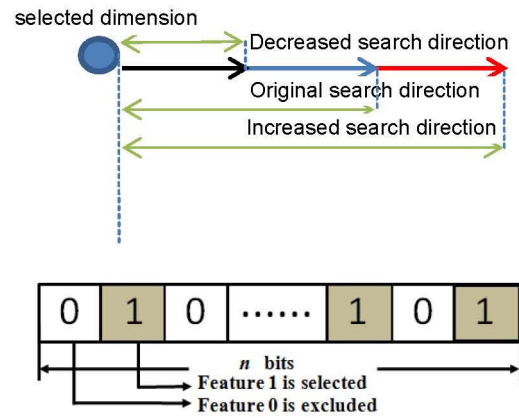 selected dimension
Decreased search direction
Original search direction
Increased search direction
0 1 0 ...... 1 0 1
n bits
Feature 1 is selected
Feature 0 is excluded